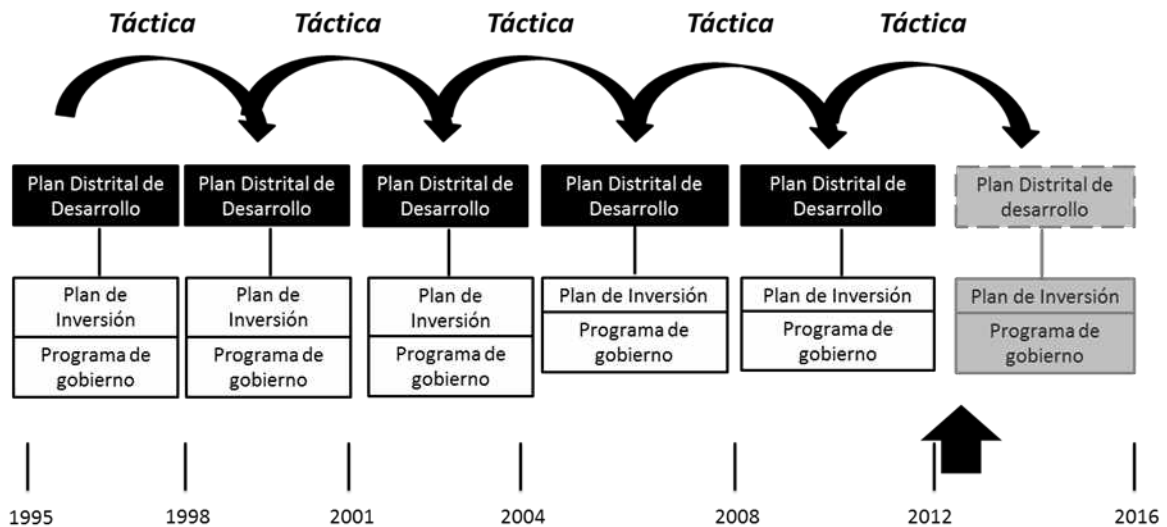 Táctica Táctica Táctica Táctica Táctica
Plan Distrital de
Desarrollo
Plan Distrital de
Desarrollo
Plan Distrital de
Desarrollo
Plan Distrital de
Desarrollo
Plan Distrital de
Desarrollo
Plan Distrital de
desarrollo
Plan de
Inversión
Programa de
gobierno
Plan de
Inversión
Programa de
gobierno
Plan de
Inversión
Programa de
gobierno
Plan de Inversión
Programa de
gobierno
Plan de Inversión
Programa de
gobierno
Plan de Inversión
Programa de
gobierno
1995 1998 2001 2004 2008 2012 2016